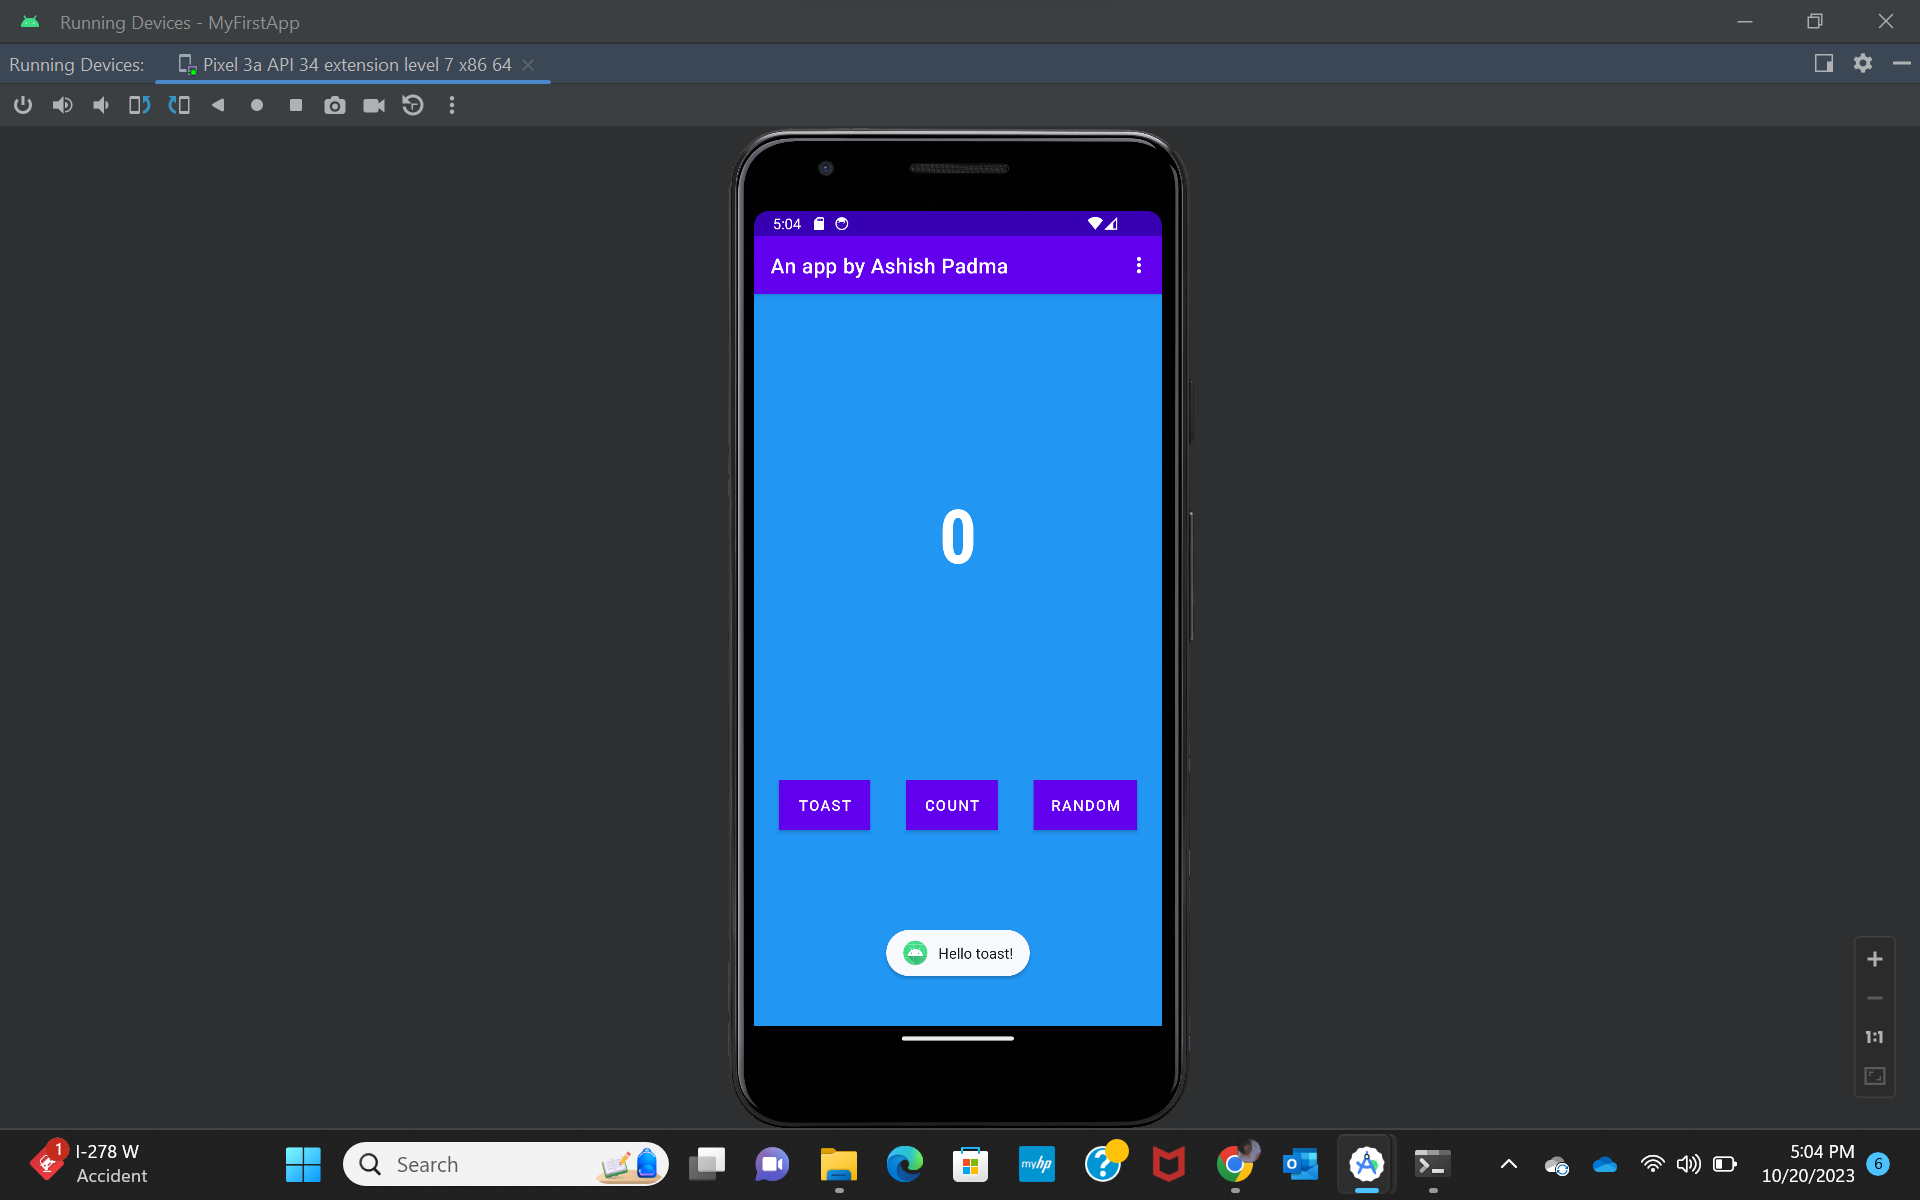 Running Devices - MyFirstApp
Running Devices: Pixel 3a API 34 extension level 7 x86 64
5:04
An app by Ashish Padma
0
TOAST COUNT RANDOM
Hello toast!
1:1
1 I-278 W
Accident
Search
myhp
5:04 PM
10/20/2023
6